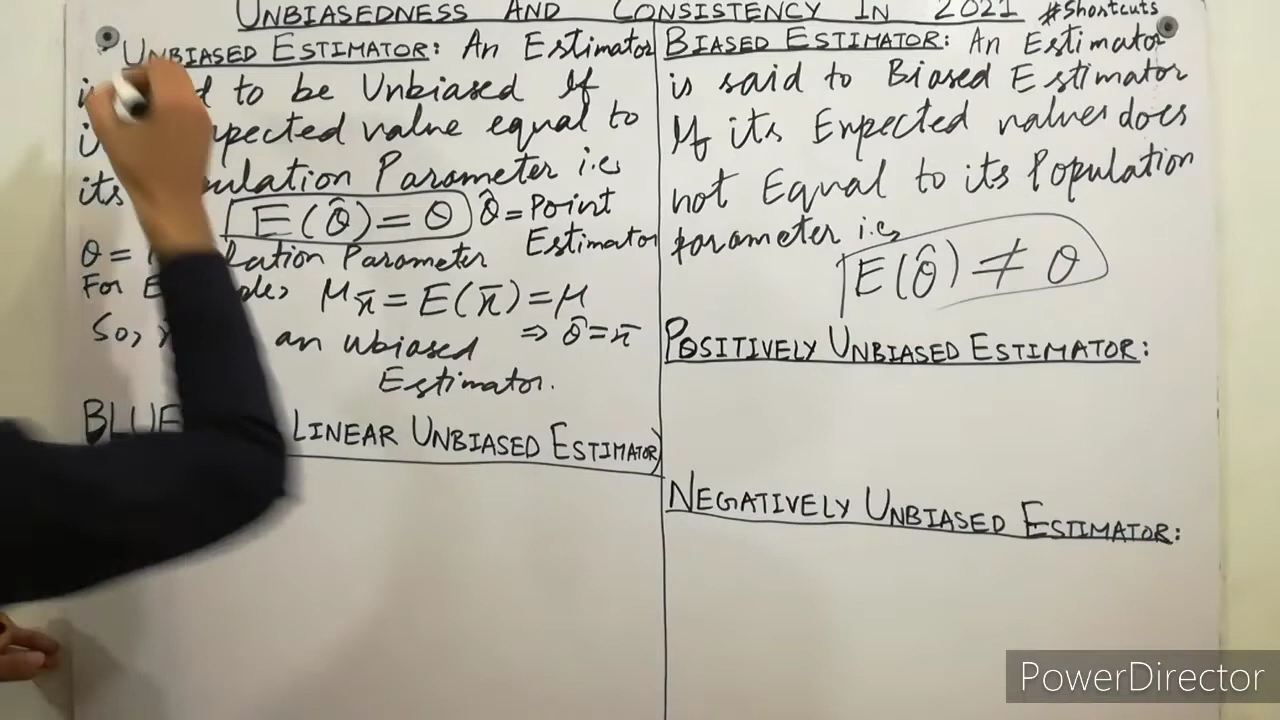 UNBIASEDNESS AND CONSISTENCY IN 2021 #Shortcuts
UNBIASED ESTIMATOR: An Estimator
to be Unbiased If
expected value equal to
its Parameter i.e
E(θ̂) = θ θ̂ = Point
Estimator
θ = Parameter
For μx̄ = E(x̄) = μ
So, an ubiased ⇒ θ̂ = x̄
Estimator.
BLUE LINEAR UNBIASED ESTIMATOR)
BIASED ESTIMATOR: An Estimator
is said to Biased Estimator
If its Expected values does
not Equal to its Population
parameter i.e,
E(θ̂) ≠ θ
POSITIVELY UNBIASED ESTIMATOR:
NEGATIVELY UNBIASED ESTIMATOR:
PowerDirector